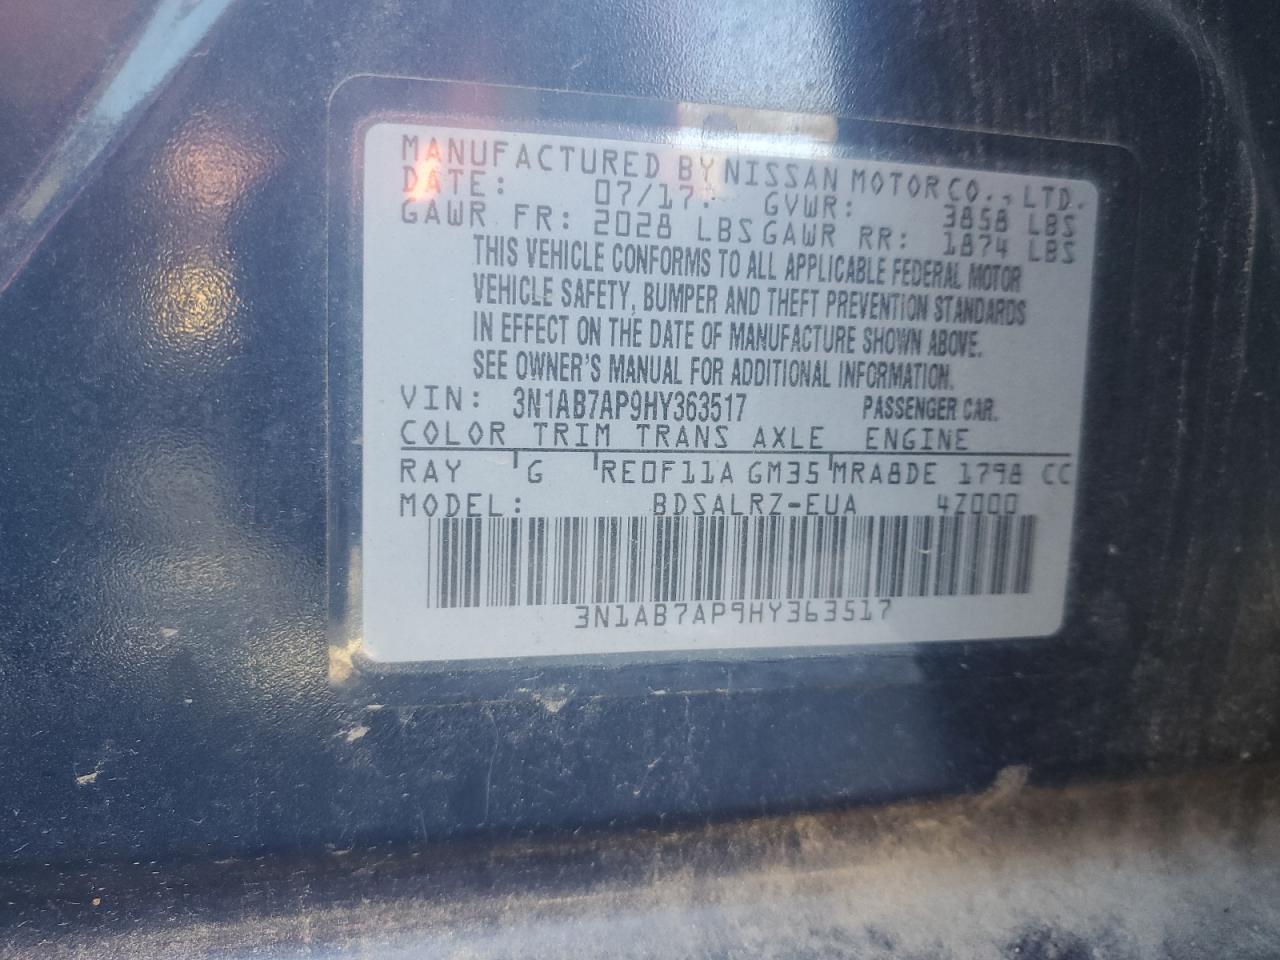 MANUFACTURED BY NISSAN MOTOR CO., LTD.
DATE: 07/17 GVWR: 3858 LBS
GAWR FR: 2028 LBS GAWR RR: 1874 LBS
THIS VEHICLE CONFORMS TO ALL APPLICABLE FEDERAL MOTOR
VEHICLE SAFETY, BUMPER AND THEFT PREVENTION STANDARDS
IN EFFECT ON THE DATE OF MANUFACTURE SHOWN ABOVE.
SEE OWNER'S MANUAL FOR ADDITIONAL INFORMATION.
VIN: 3N1AB7AP9HY363517 PASSENGER CAR.
COLOR TRIM TRANS AXLE ENGINE
RAY G RE0F11A GM35 MRA8DE 1798 CC
MODEL: BDSALRZ-EUA 4Z000
3N1AB7AP9HY363517